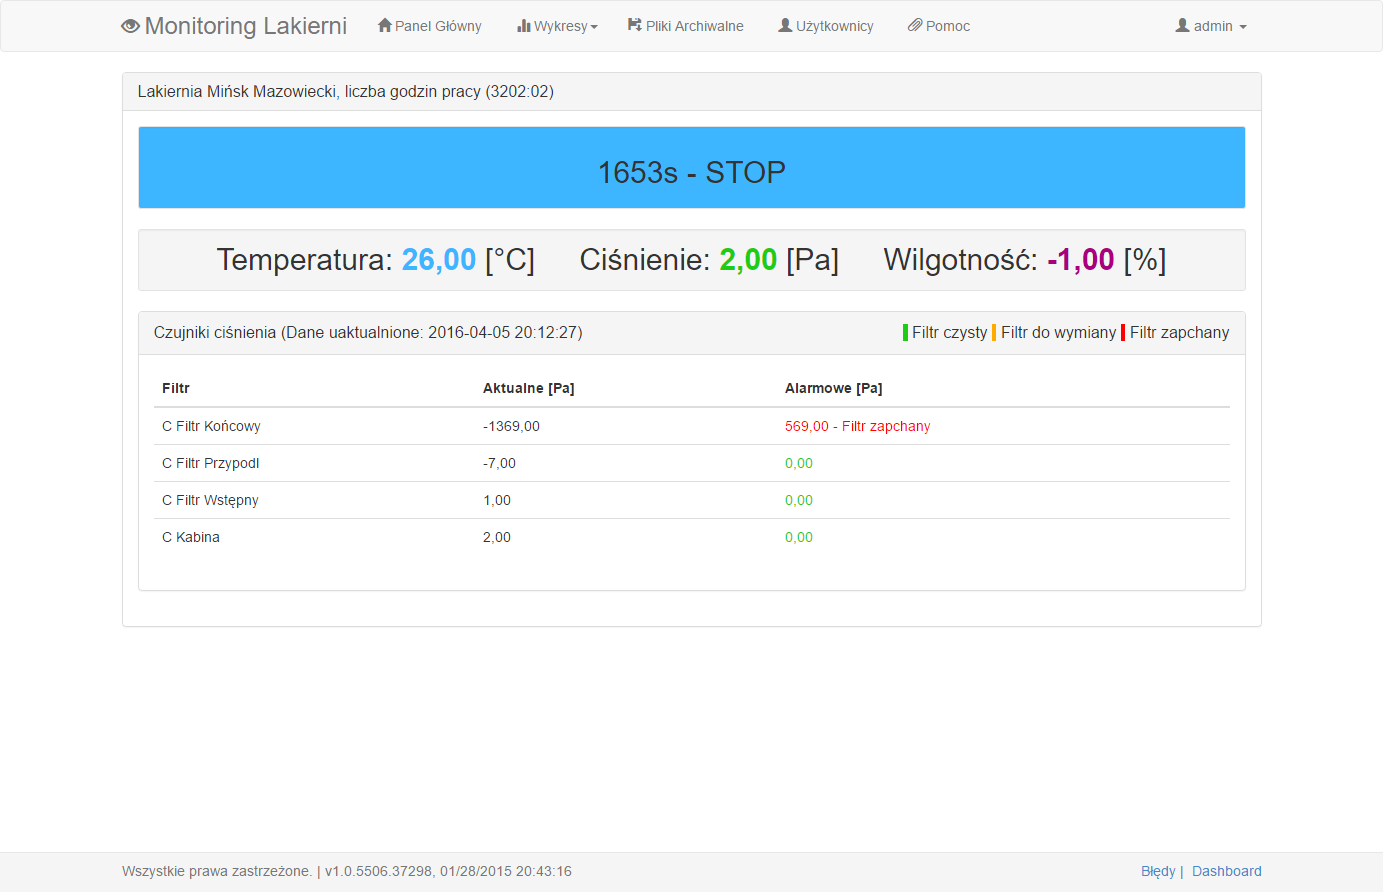 Monitoring Lakierni Panel Główny Wykresy Pliki Archiwalne Użytkownicy Pomoc admin
Lakiernia Mińsk Mazowiecki, liczba godzin pracy (3202:02)
1653s - STOP
Temperatura: 26,00 [°C] Ciśnienie: 2,00 [Pa] Wilgotność: -1,00 [%]
Czujniki ciśnienia (Dane uaktualnione: 2016-04-05 20:12:27) Filtr czysty Filtr do wymiany Filtr zapchany
Filtr Aktualne [Pa] Alarmowe [Pa]
C Filtr Końcowy -1369,00 569,00 - Filtr zapchany
C Filtr Przypodl -7,00 0,00
C Filtr Wstępny 1,00 0,00
C Kabina 2,00 0,00
Wszystkie prawa zastrzeżone. | v1.0.5506.37298, 01/28/2015 20:43:16 Błędy | Dashboard